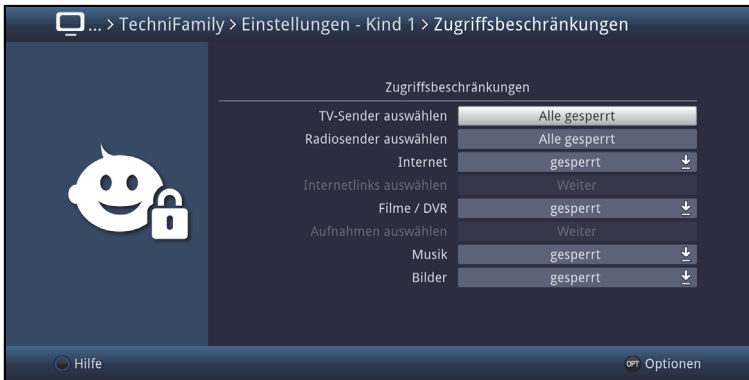 ... > TechniFamily > Einstellungen - Kind 1 > Zugriffsbeschränkungen
Zugriffsbeschränkungen
TV-Sender auswählen Alle gesperrt
Radiosender auswählen Alle gesperrt
Internet gesperrt
Internetlinks auswählen Weiter
Filme / DVR gesperrt
Aufnahmen auswählen Weiter
Musik gesperrt
Bilder gesperrt
Hilfe OPT Optionen